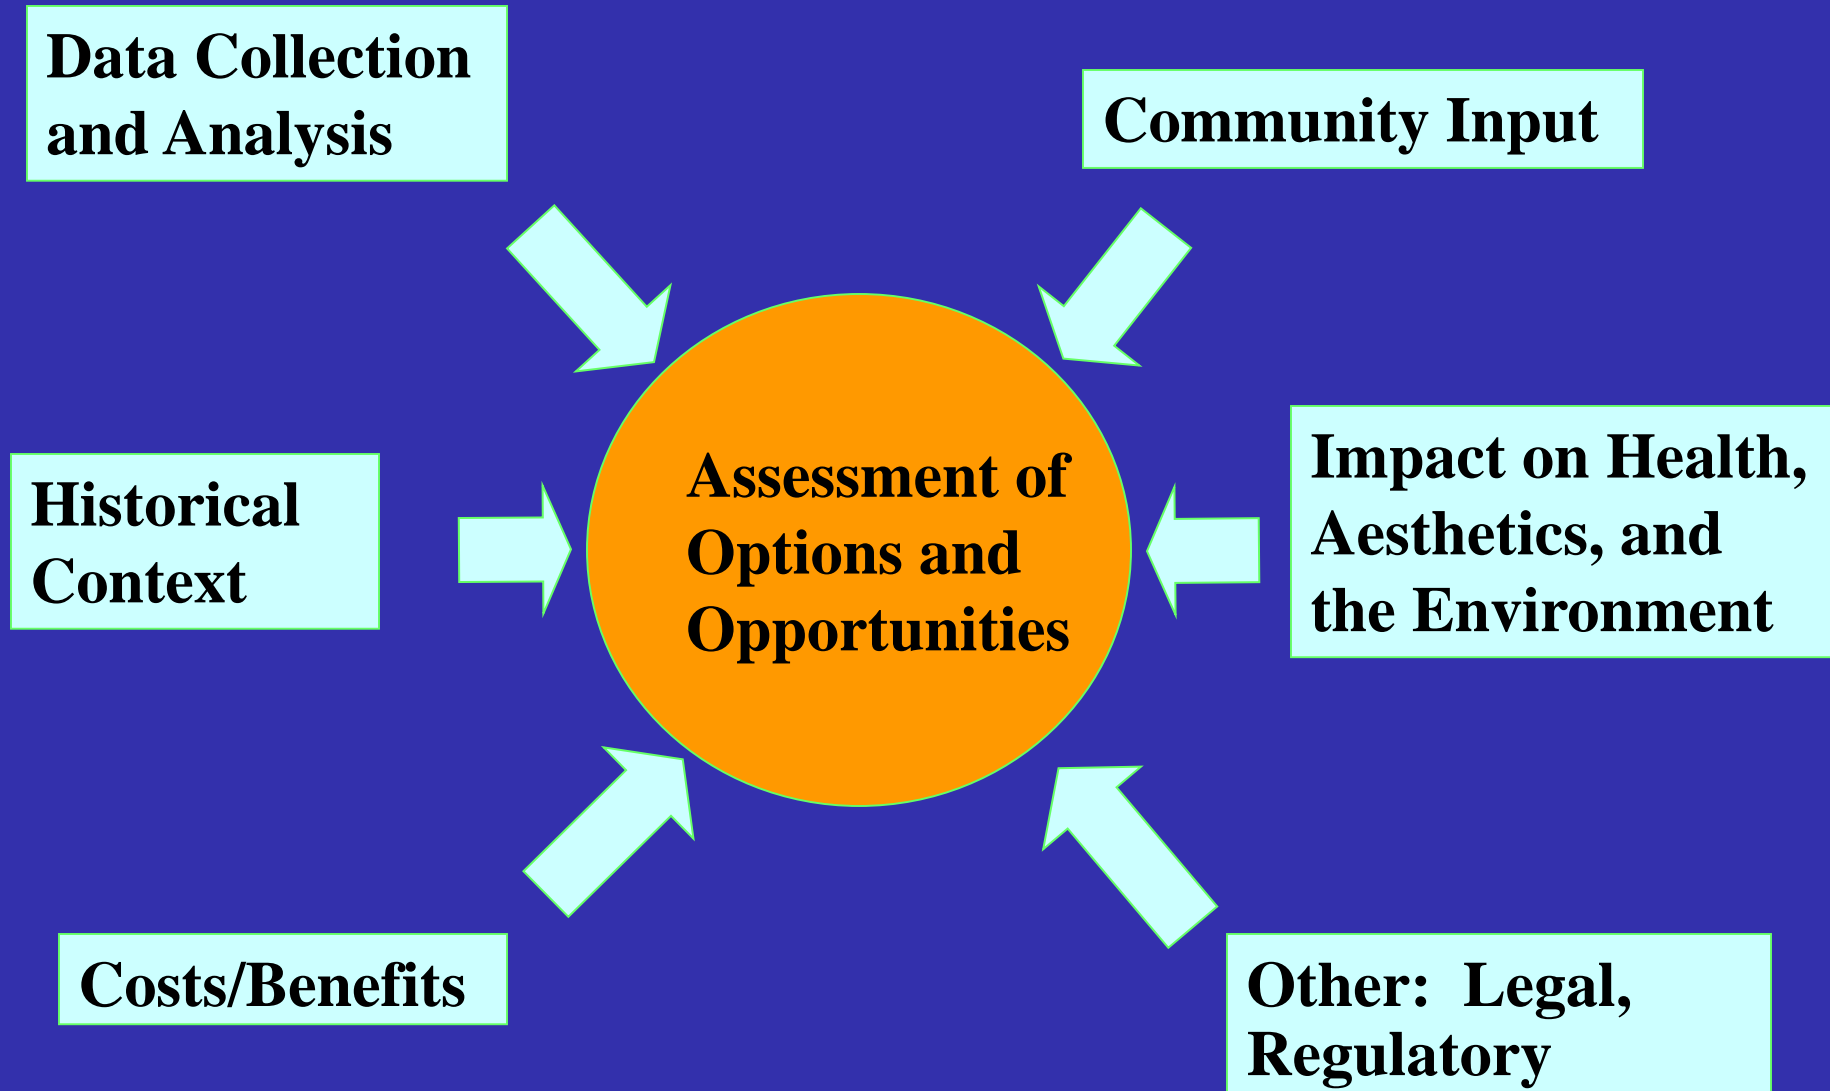 Data Collection
and Analysis
Community Input
Historical
Context
Assessment of
Options and
Opportunities
Impact on Health,
Aesthetics, and
the Environment
Costs/Benefits
Other:  Legal,
Regulatory